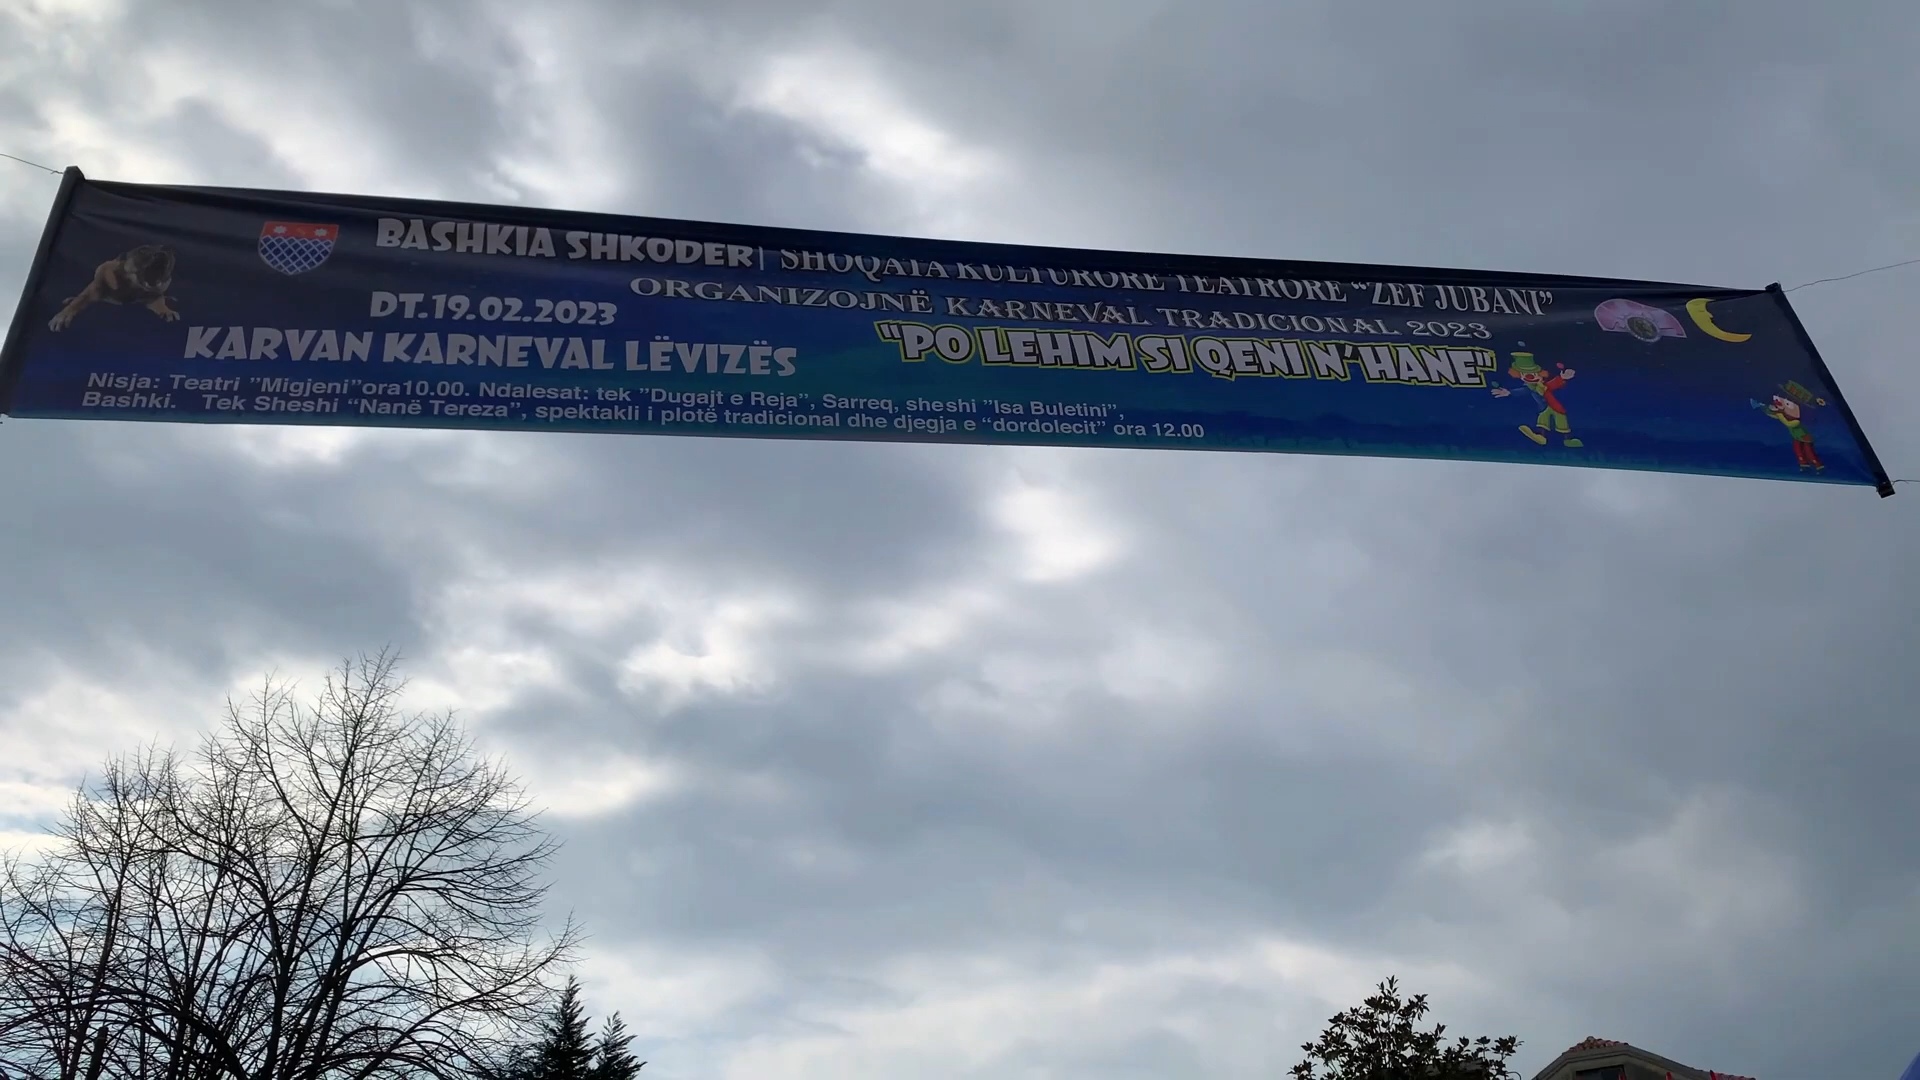 BASHKIA SHKODER| SHOQATA KULTURORE TEATRORE "ZEF JUBANI"
ORGANIZOJNË KARNEVAL TRADICIONAL 2023
DT.19.02.2023
KARVAN KARNEVAL LËVIZËS
"PO LEHIM SI QENI N'HANE"
Nisja: Teatri "Migjeni"ora10.00. Ndalesat: tek "Dugajt e Reja", Sarreq, sheshi "Isa Buletini",
Bashki. Tek Sheshi "Nanë Tereza", spektakli i plotë tradicional dhe djegja e "dordolecit" ora 12.00